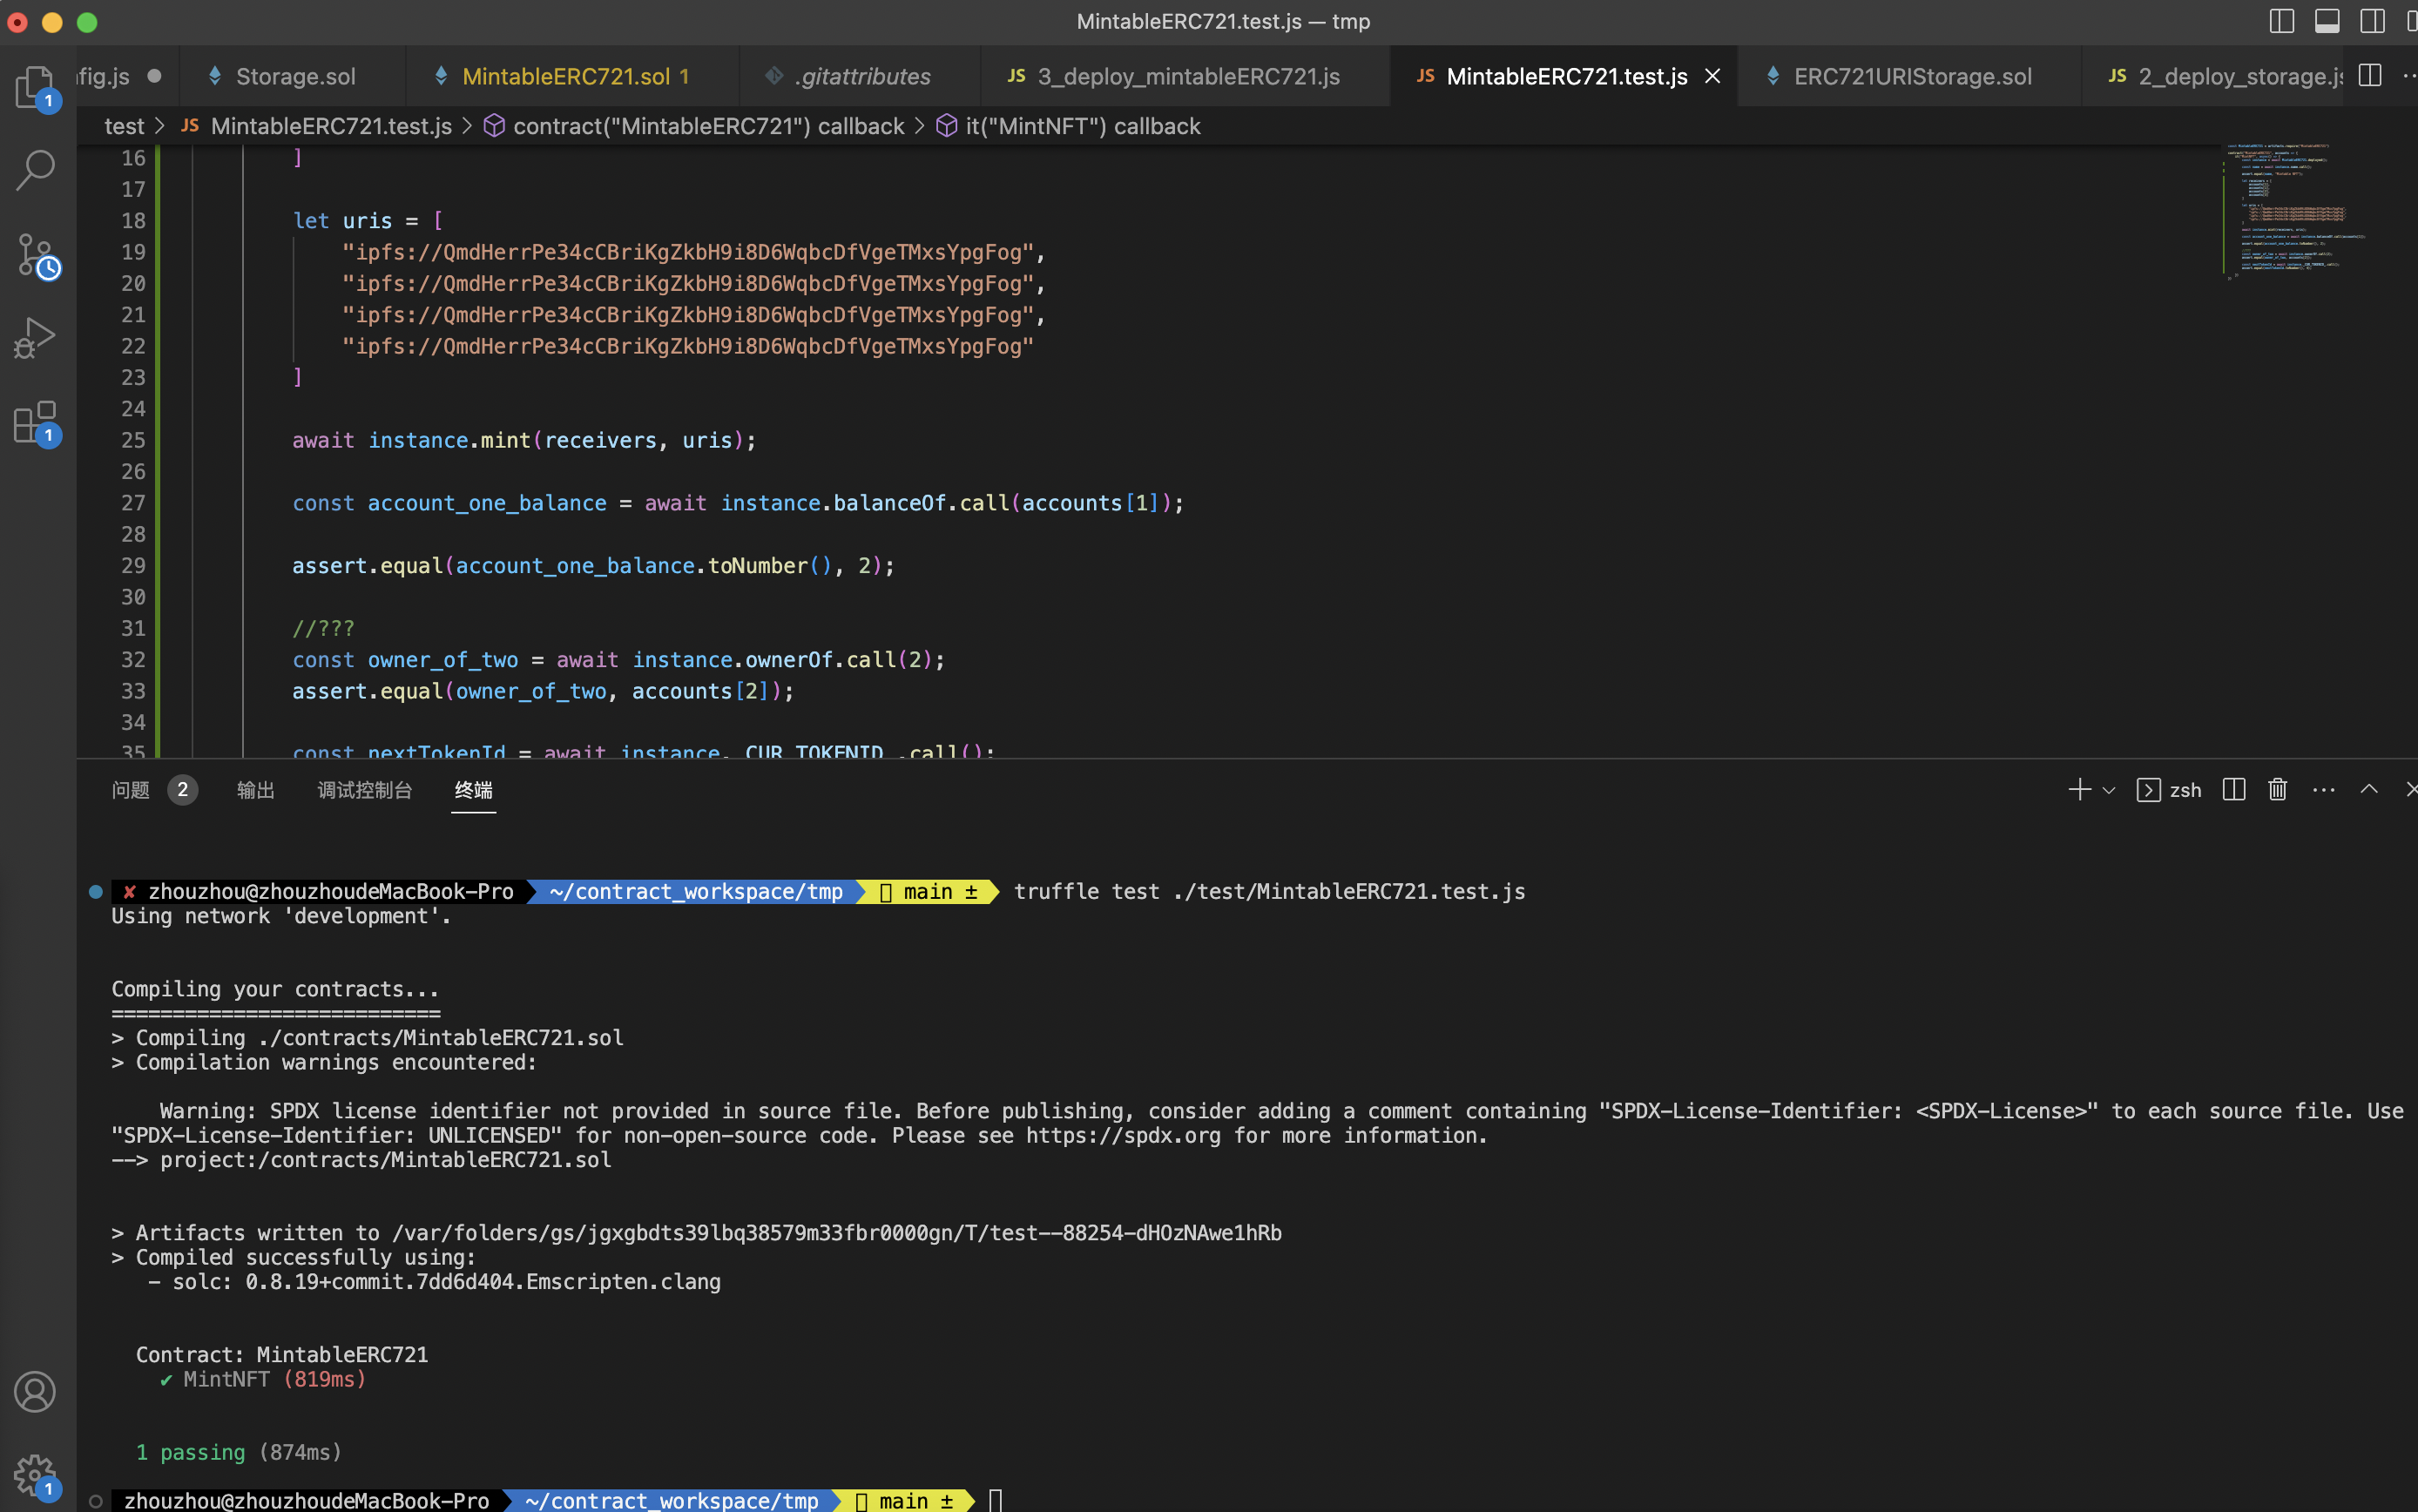 MintableERC721.test.js — tmp
fig.js Storage.sol MintableERC721.sol 1 .gitattributes JS 3_deploy_mintableERC721.js JS MintableERC721.test.js ERC721URIStorage.sol JS 2_deploy_storage.js
test > JS MintableERC721.test.js > contract("MintableERC721") callback > it("MintNFT") callback
16 ]
17
18 let uris = [
19 "ipfs://QmdHerrPe34cCBriKgZkbH9i8D6WqbcDfVgeTMxsYpgFog",
20 "ipfs://QmdHerrPe34cCBriKgZkbH9i8D6WqbcDfVgeTMxsYpgFog",
21 "ipfs://QmdHerrPe34cCBriKgZkbH9i8D6WqbcDfVgeTMxsYpgFog",
22 "ipfs://QmdHerrPe34cCBriKgZkbH9i8D6WqbcDfVgeTMxsYpgFog"
23 ]
24
25 await instance.mint(receivers, uris);
26
27 const account_one_balance = await instance.balanceOf.call(accounts[1]);
28
29 assert.equal(account_one_balance.toNumber(), 2);
30
31 //???
32 const owner_of_two = await instance.ownerOf.call(2);
33 assert.equal(owner_of_two, accounts[2]);
34
35 const nextTokenId = await instance._CUR_TOKENID_.call();
问题 2 输出 调试控制台 终端 zsh
✘ zhouzhou@zhouzhoudeMacBook-Pro ~/contract_workspace/tmp main ± truffle test ./test/MintableERC721.test.js
Using network 'development'.
Compiling your contracts...
===========================
> Compiling ./contracts/MintableERC721.sol
> Compilation warnings encountered:
Warning: SPDX license identifier not provided in source file. Before publishing, consider adding a comment containing "SPDX-License-Identifier: <SPDX-License>" to each source file. Use
"SPDX-License-Identifier: UNLICENSED" for non-open-source code. Please see https://spdx.org for more information.
--> project:/contracts/MintableERC721.sol
> Artifacts written to /var/folders/gs/jgxgbdts39lbq38579m33fbr0000gn/T/test--88254-dHOzNAwe1hRb
> Compiled successfully using:
- solc: 0.8.19+commit.7dd6d404.Emscripten.clang
Contract: MintableERC721
✔ MintNFT (819ms)
1 passing (874ms)
zhouzhou@zhouzhoudeMacBook-Pro ~/contract_workspace/tmp main ±
1
1
1